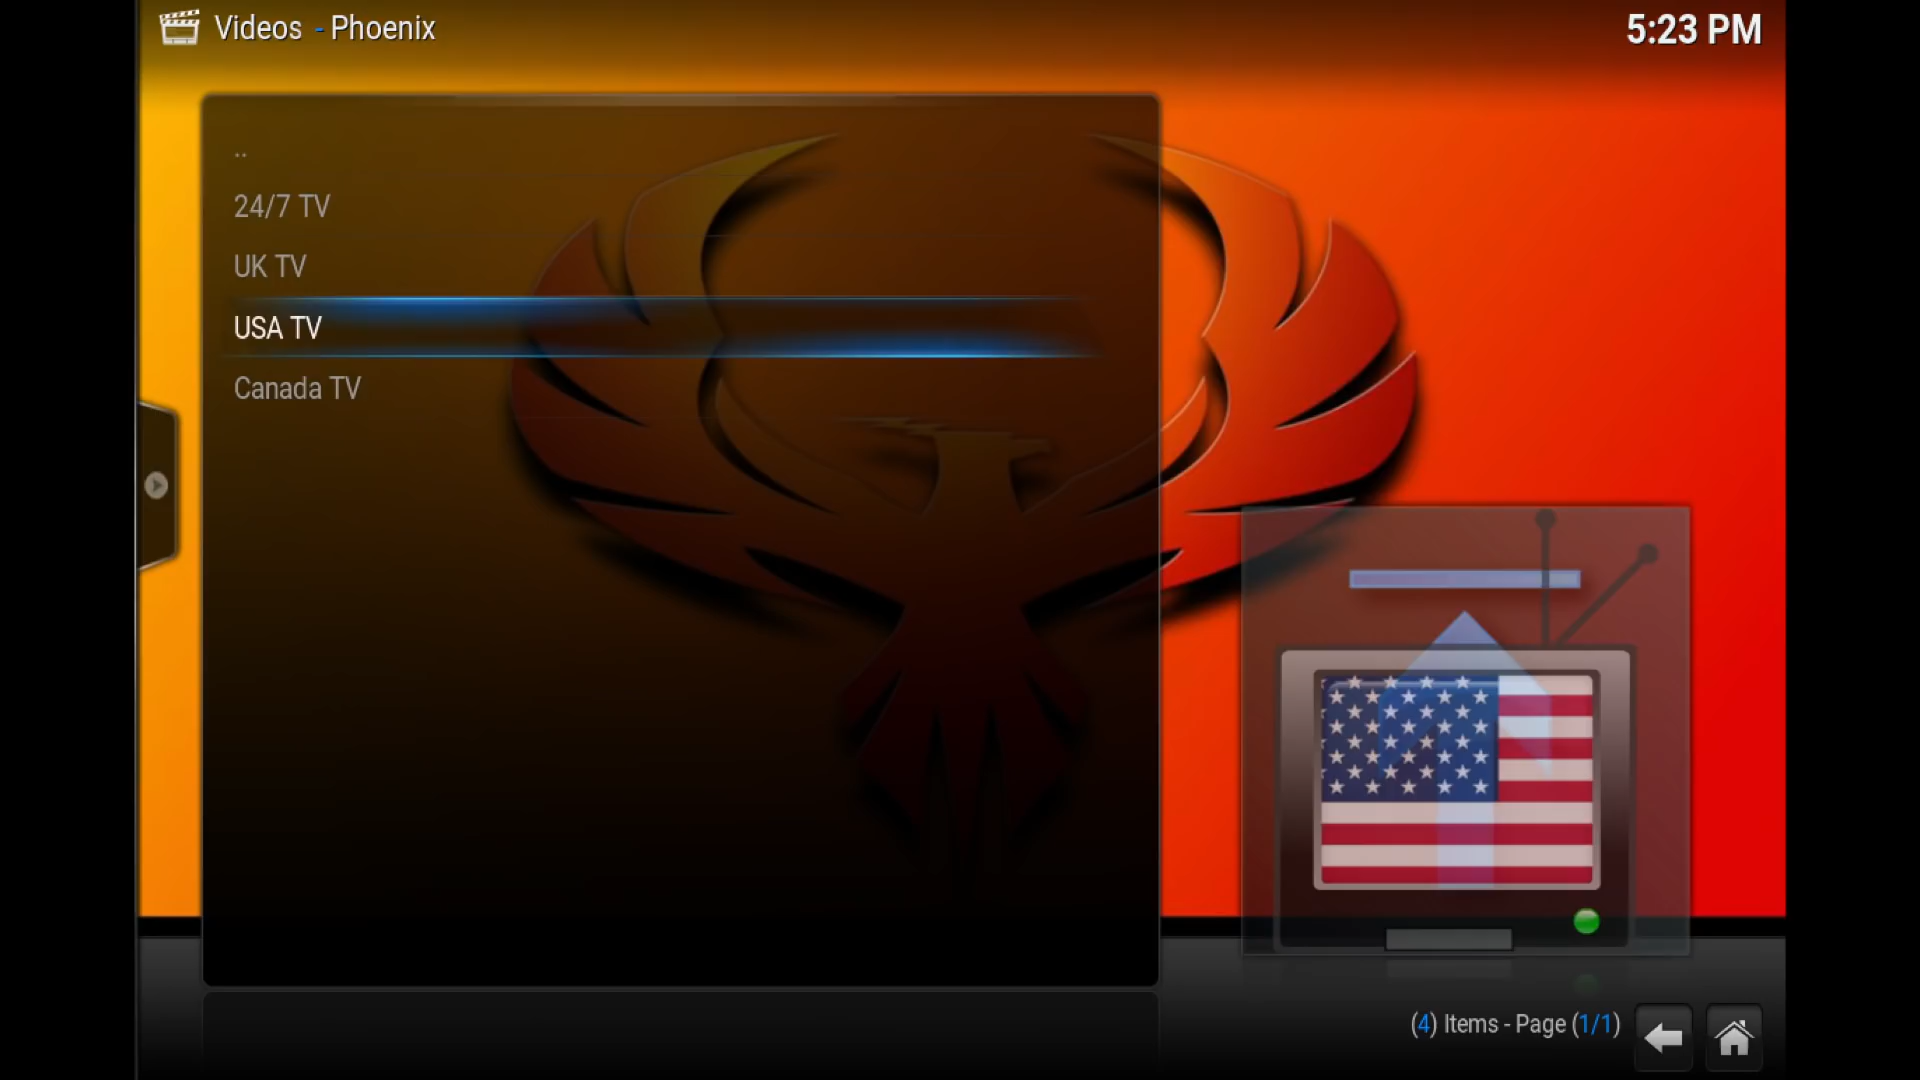 Videos - Phoenix
5:23 PM
..
24/7 TV
UK TV
USA TV
Canada TV
(4) Items - Page (1/1)